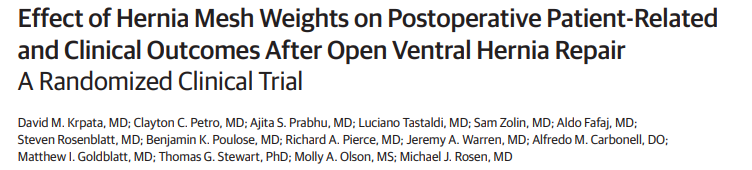 Effect of Hernia Mesh Weights on Postoperative Patient-Related
and Clinical Outcomes After Open Ventral Hernia Repair
A Randomized Clinical Trial
David M. Krpata, MD; Clayton C. Petro, MD; Ajita S. Prabhu, MD; Luciano Tastaldi, MD; Sam Zolin, MD; Aldo Fafaj, MD;
Steven Rosenblatt, MD; Benjamin K. Poulose, MD; Richard A. Pierce, MD; Jeremy A. Warren, MD; Alfredo M. Carbonell, DO;
Matthew I. Goldblatt, MD; Thomas G. Stewart, PhD; Molly A. Olson, MS; Michael J. Rosen, MD